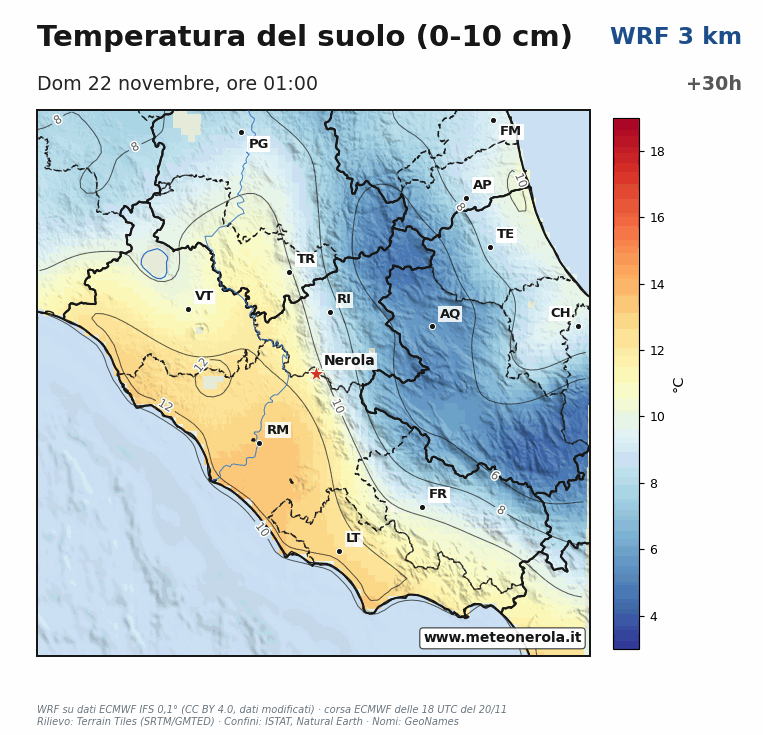 Temperatura del suolo (0-10 cm)
WRF 3 km
Dom 22 novembre, ore 01:00
+30h
8
8
PG
FM
AP
10
8
TE
TR
VT
RI
AQ
CH
12
Nerola
12
10
RM
6
FR
8
10
LT
www.meteonerola.it
18
16
14
12
10
8
6
4
°C
WRF su dati ECMWF IFS 0,1° (CC BY 4.0, dati modificati) · corsa ECMWF delle 18 UTC del 20/11
Rilievo: Terrain Tiles (SRTM/GMTED) · Confini: ISTAT, Natural Earth · Nomi: GeoNames